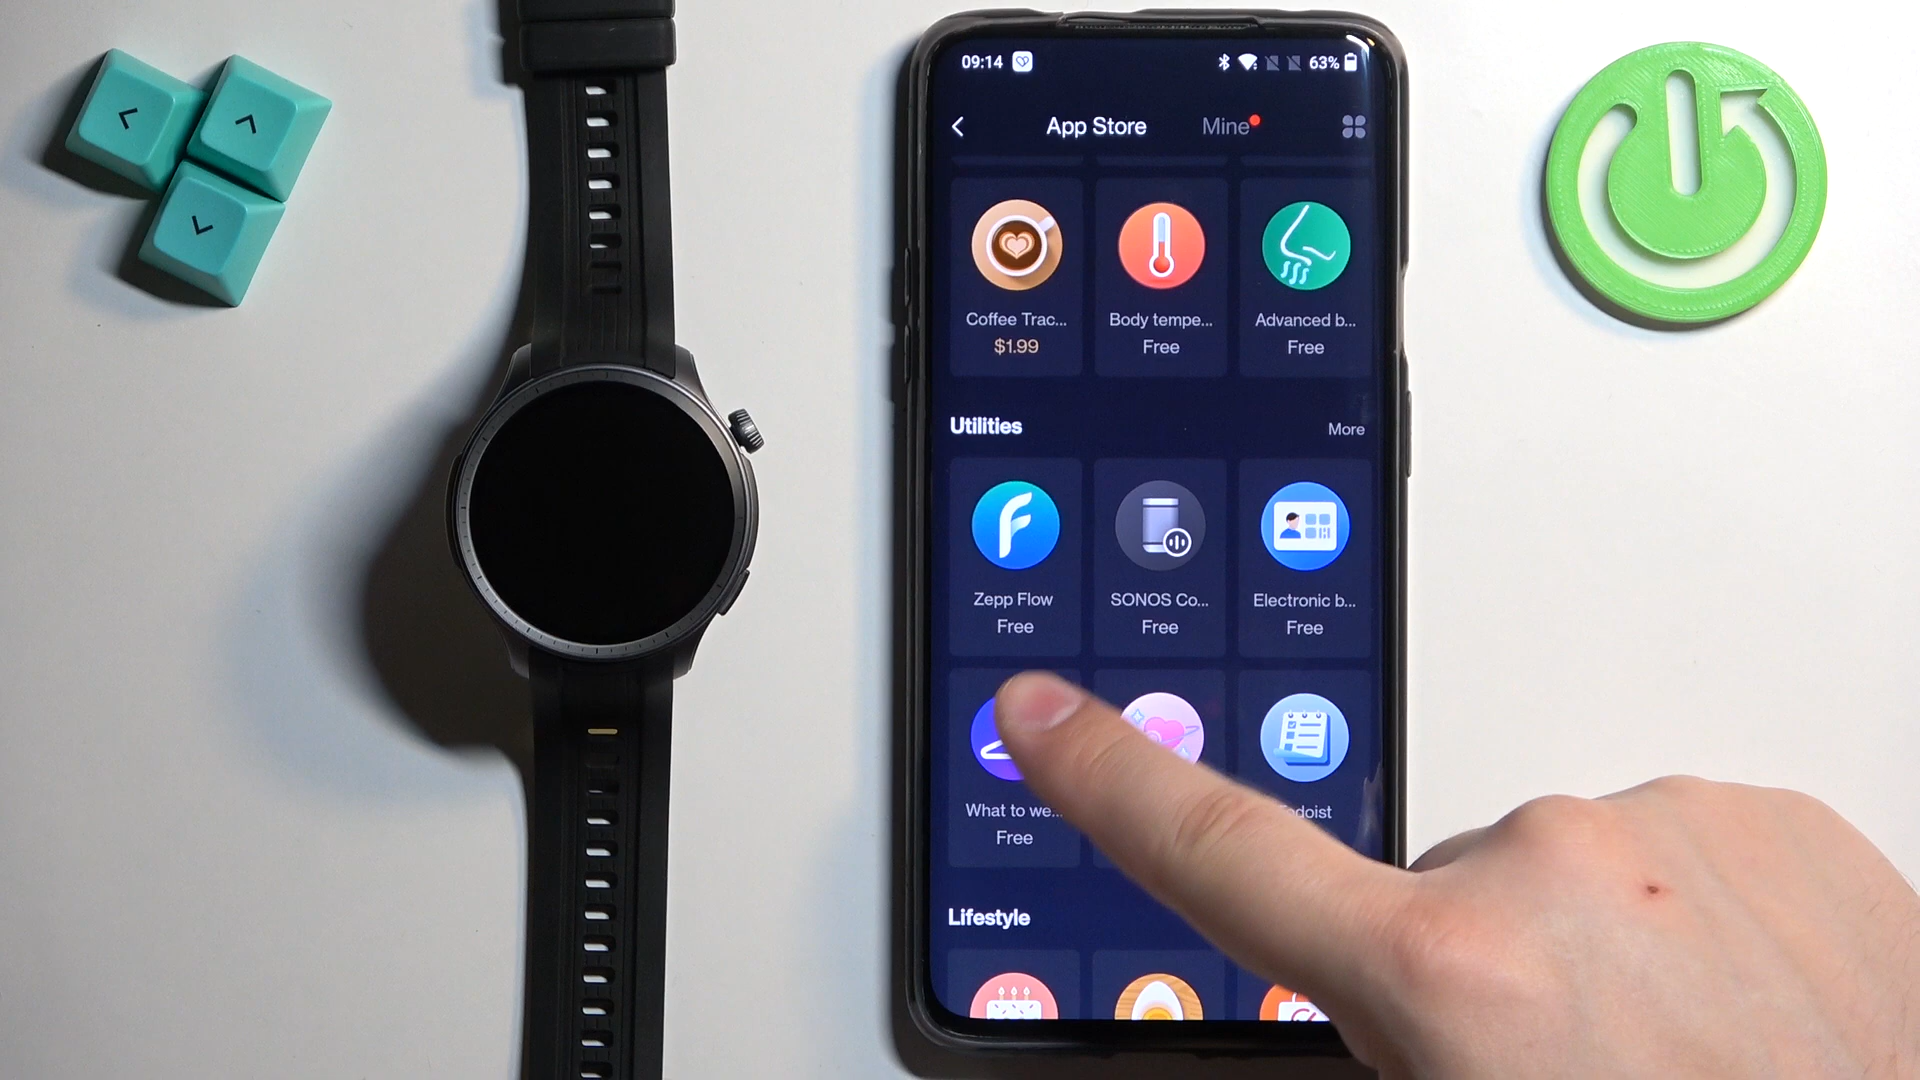 09:14
63%
App Store
Mine
Coffee Trac...
$1.99
Body tempe...
Free
Advanced b...
Free
Utilities
More
Zepp Flow
Free
SONOS Co...
Free
Electronic b...
Free
What to we...
Free
Lifestyle